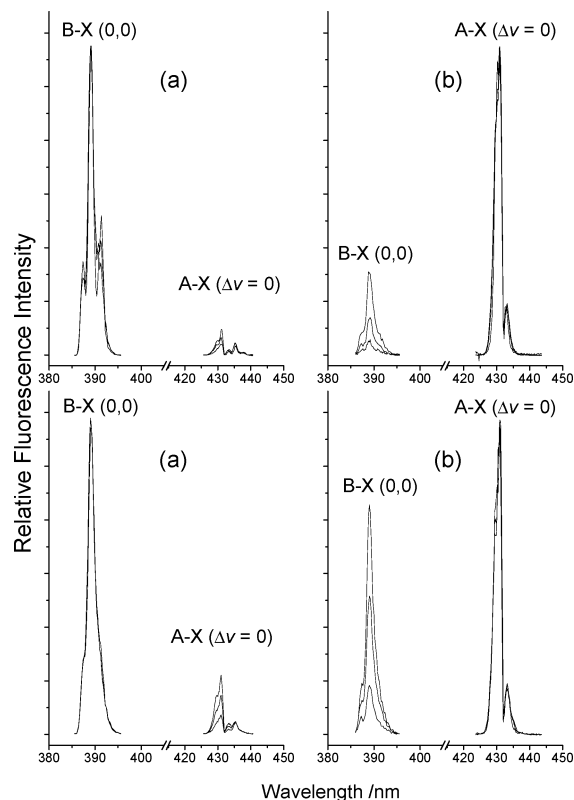 Relative Fluorescence Intensity
B-X (0,0)
(a)
A-X (Δv = 0)
380 390 400 420 430 440 450
A-X (Δv = 0)
(b)
B-X (0,0)
380 390 400 420 430 440 450
B-X (0,0)
(a)
A-X (Δv = 0)
380 390 400 420 430 440 450
A-X (Δv = 0)
(b)
B-X (0,0)
380 390 400 420 430 440 450
Wavelength /nm